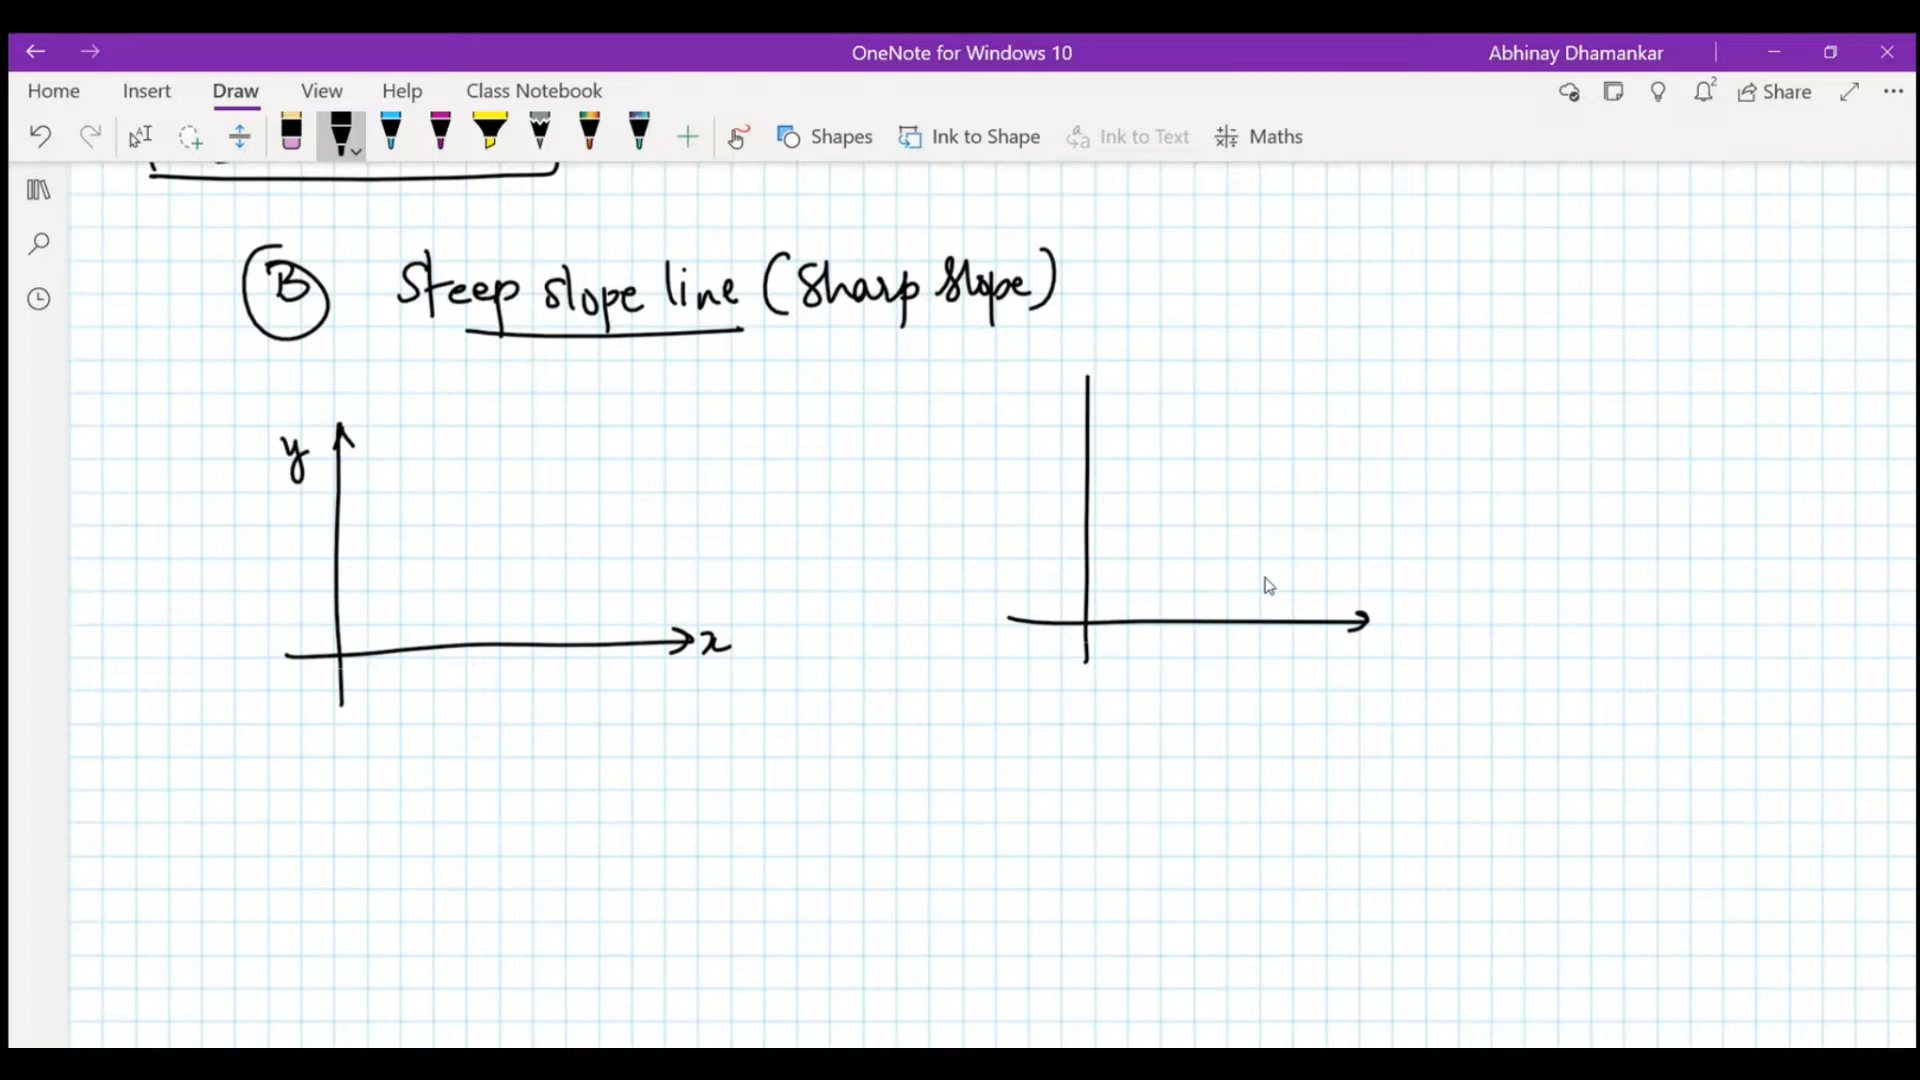 OneNote for Windows 10
Abhinay Dhamankar
Home Insert Draw View Help Class Notebook
2 Share
Shapes Ink to Shape Ink to Text Maths
B Steep slope line (Sharp slope)
y
x